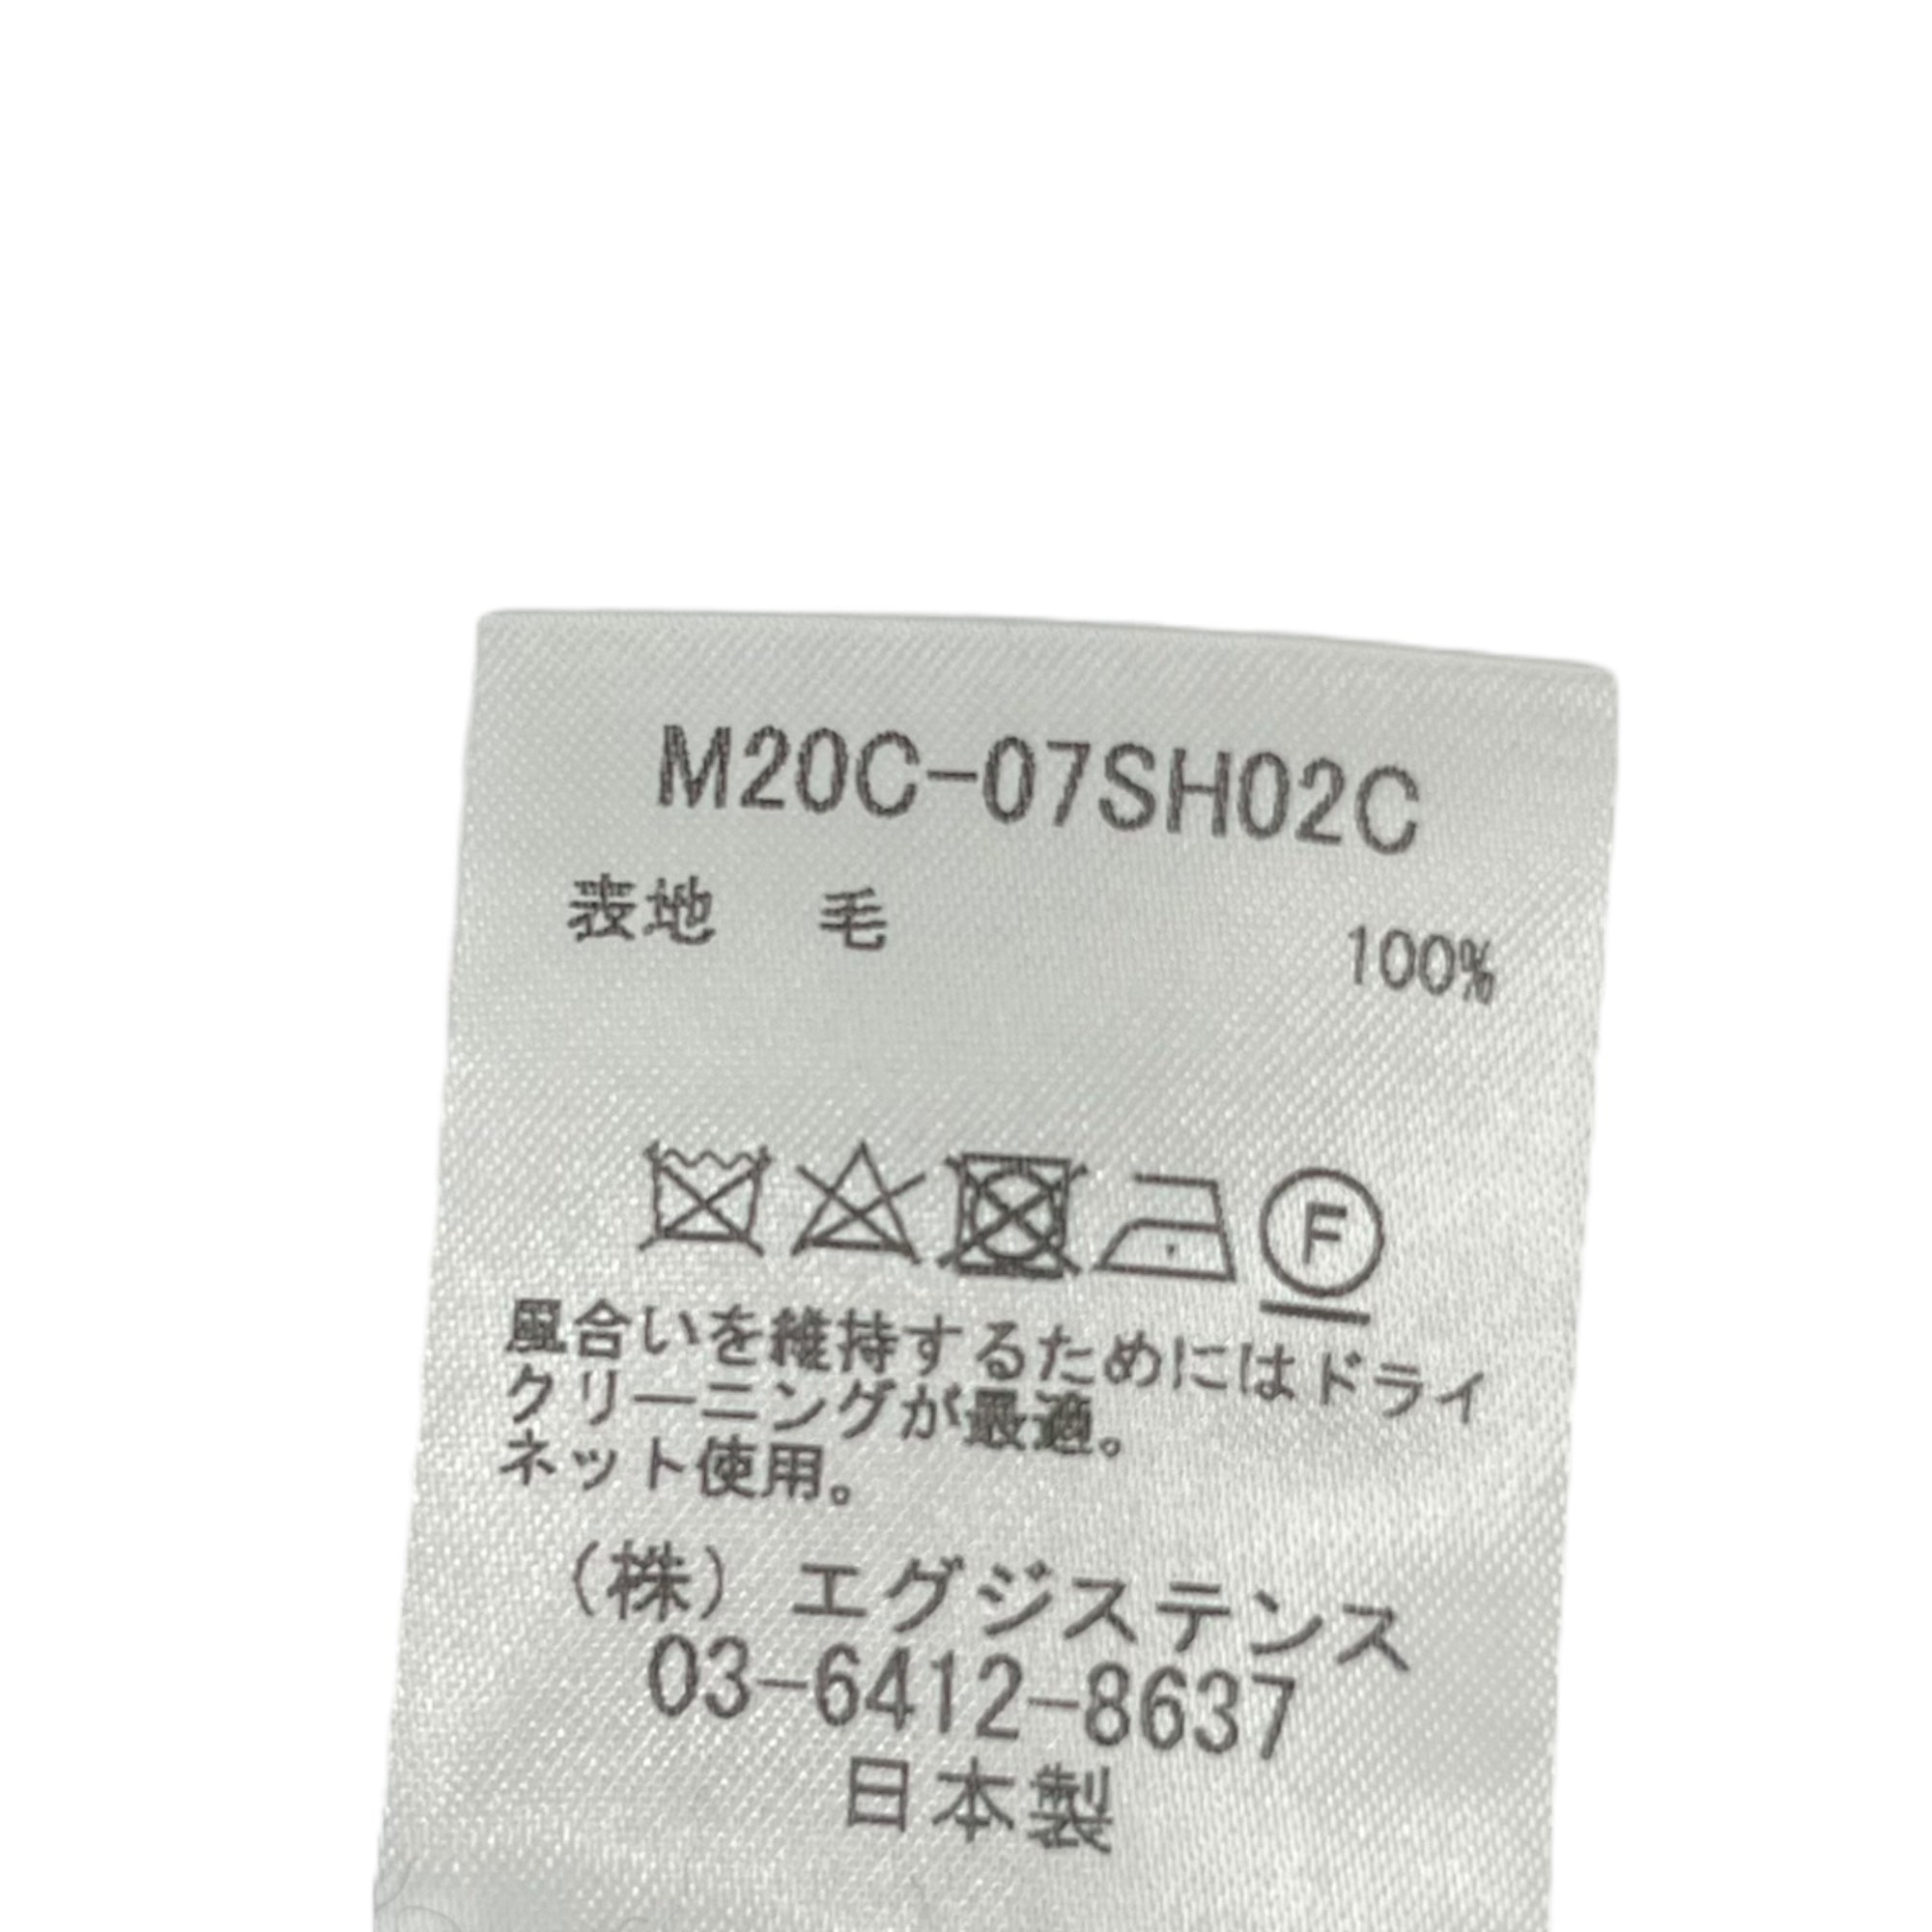 M20C-07SH02C
表地 毛 100%
F
風合いを維持するためにはドライ
クリーニングが最適。
ネット使用。
(株) エグジステンス
03-6412-8637
日本製